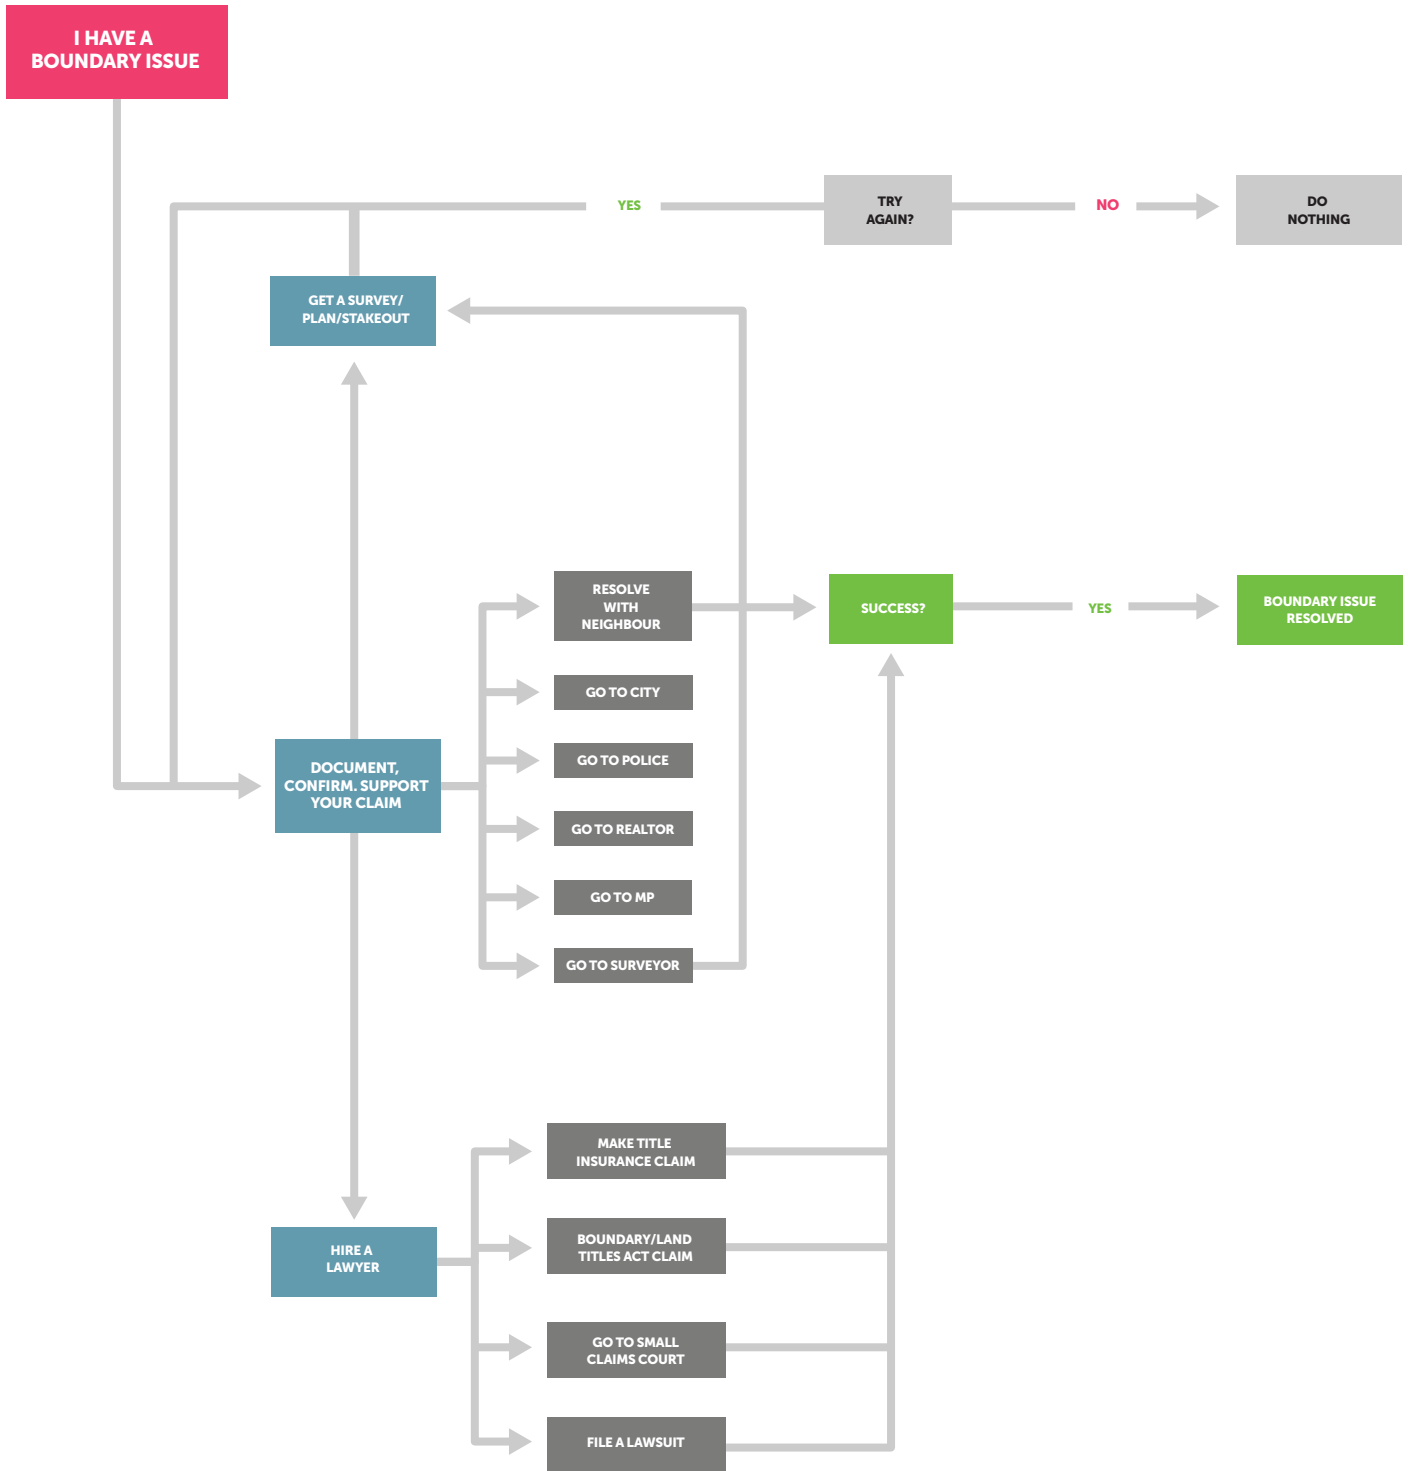 I HAVE A
BOUNDARY ISSUE
YES
TRY
AGAIN?
NO
DO
NOTHING
GET A SURVEY/
PLAN/STAKEOUT
RESOLVE
WITH
NEIGHBOUR
SUCCESS?
YES
BOUNDARY ISSUE
RESOLVED
GO TO CITY
DOCUMENT,
CONFIRM. SUPPORT
YOUR CLAIM
GO TO POLICE
GO TO REALTOR
GO TO MP
GO TO SURVEYOR
MAKE TITLE
INSURANCE CLAIM
HIRE A
LAWYER
BOUNDARY/LAND
TITLES ACT CLAIM
GO TO SMALL
CLAIMS COURT
FILE A LAWSUIT